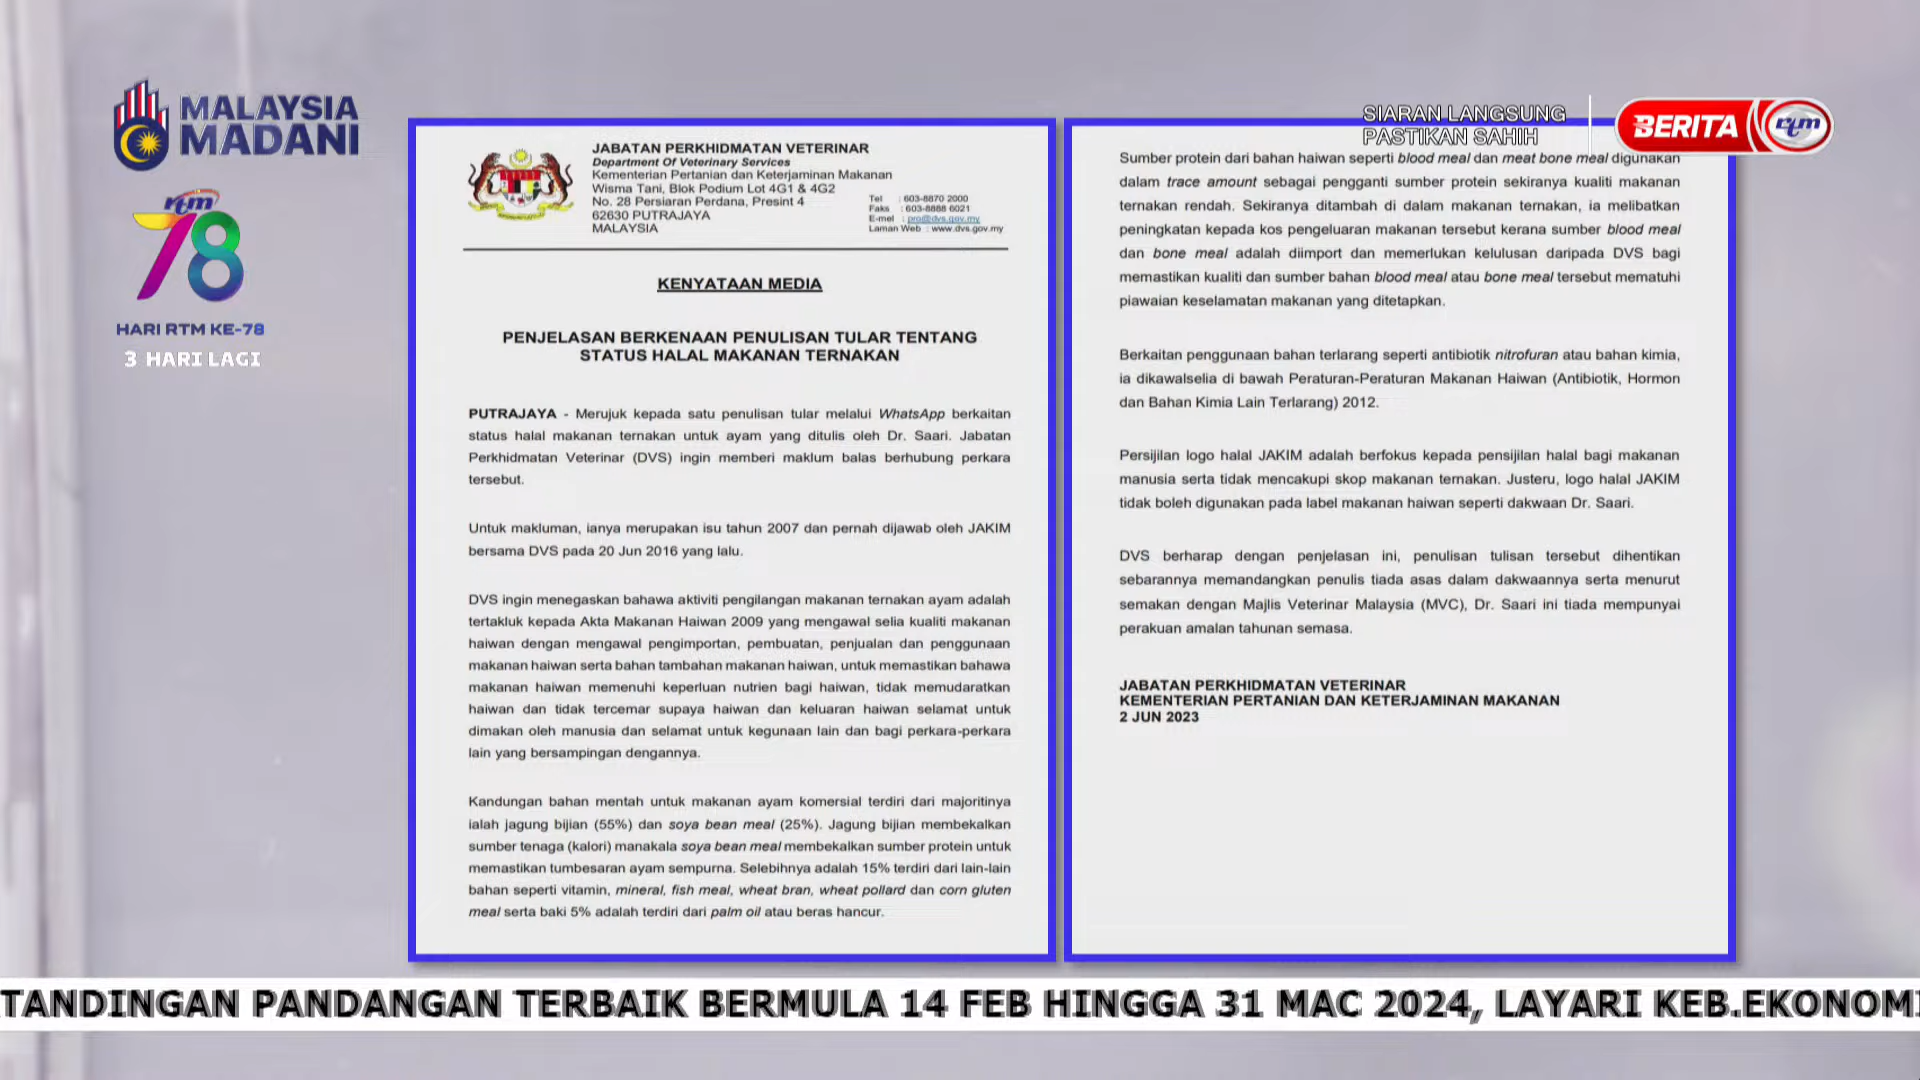 MALAYSIA
MADANI
rtm
78
HARI RTM KE-78
3 HARI LAGI
SIARAN LANGSUNG
PASTIKAN SAHIH
BERITA rtm
JABATAN PERKHIDMATAN VETERINAR
Department Of Veterinary Services
Kementerian Pertanian dan Keterjaminan Makanan
Wisma Tani, Blok Podium Lot 4G1 & 4G2
No. 28 Persiaran Perdana, Presint 4
62630 PUTRAJAYA
MALAYSIA
Tel : 603-8870 2000
Faks : 603-8888 6021
E-mel : pro@dvs.gov.my
Laman Web : www.dvs.gov.my
KENYATAAN MEDIA
PENJELASAN BERKENAAN PENULISAN TULAR TENTANG
STATUS HALAL MAKANAN TERNAKAN
PUTRAJAYA - Merujuk kepada satu penulisan tular melalui WhatsApp berkaitan
status halal makanan ternakan untuk ayam yang ditulis oleh Dr. Saari. Jabatan
Perkhidmatan Veterinar (DVS) ingin memberi maklum balas berhubung perkara
tersebut.
Untuk makluman, ianya merupakan isu tahun 2007 dan pernah dijawab oleh JAKIM
bersama DVS pada 20 Jun 2016 yang lalu.
DVS ingin menegaskan bahawa aktiviti pengilangan makanan ternakan ayam adalah
tertakluk kepada Akta Makanan Haiwan 2009 yang mengawal selia kualiti makanan
haiwan dengan mengawal pengimportan, pembuatan, penjualan dan penggunaan
makanan haiwan serta bahan tambahan makanan haiwan, untuk memastikan bahawa
makanan haiwan memenuhi keperluan nutrien bagi haiwan, tidak memudaratkan
haiwan dan tidak tercemar supaya haiwan dan keluaran haiwan selamat untuk
dimakan oleh manusia dan selamat untuk kegunaan lain dan bagi perkara-perkara
lain yang bersampingan dengannya.
Kandungan bahan mentah untuk makanan ayam komersial terdiri dari majoritinya
ialah jagung bijian (55%) dan soya bean meal (25%). Jagung bijian membekalkan
sumber tenaga (kalori) manakala soya bean meal membekalkan sumber protein untuk
memastikan tumbesaran ayam sempurna. Selebihnya adalah 15% terdiri dari lain-lain
bahan seperti vitamin, mineral, fish meal, wheat bran, wheat pollard dan corn gluten
meal serta baki 5% adalah terdiri dari palm oil atau beras hancur.
Sumber protein dari bahan haiwan seperti blood meal dan meat bone meal digunakan
dalam trace amount sebagai pengganti sumber protein sekiranya kualiti makanan
ternakan rendah. Sekiranya ditambah di dalam makanan ternakan, ia melibatkan
peningkatan kepada kos pengeluaran makanan tersebut kerana sumber blood meal
dan bone meal adalah diimport dan memerlukan kelulusan daripada DVS bagi
memastikan kualiti dan sumber bahan blood meal atau bone meal tersebut mematuhi
piawaian keselamatan makanan yang ditetapkan.
Berkaitan penggunaan bahan terlarang seperti antibiotik nitrofuran atau bahan kimia,
ia dikawalselia di bawah Peraturan-Peraturan Makanan Haiwan (Antibiotik, Hormon
dan Bahan Kimia Lain Terlarang) 2012.
Persijilan logo halal JAKIM adalah berfokus kepada pensijilan halal bagi makanan
manusia serta tidak mencakupi skop makanan ternakan. Justeru, logo halal JAKIM
tidak boleh digunakan pada label makanan haiwan seperti dakwaan Dr. Saari.
DVS berharap dengan penjelasan ini, penulisan tulisan tersebut dihentikan
sebarannya memandangkan penulis tiada asas dalam dakwaannya serta menurut
semakan dengan Majlis Veterinar Malaysia (MVC), Dr. Saari ini tiada mempunyai
perakuan amalan tahunan semasa.
JABATAN PERKHIDMATAN VETERINAR
KEMENTERIAN PERTANIAN DAN KETERJAMINAN MAKANAN
2 JUN 2023
TANDINGAN PANDANGAN TERBAIK BERMULA 14 FEB HINGGA 31 MAC 2024, LAYARI KEB.EKONOMI